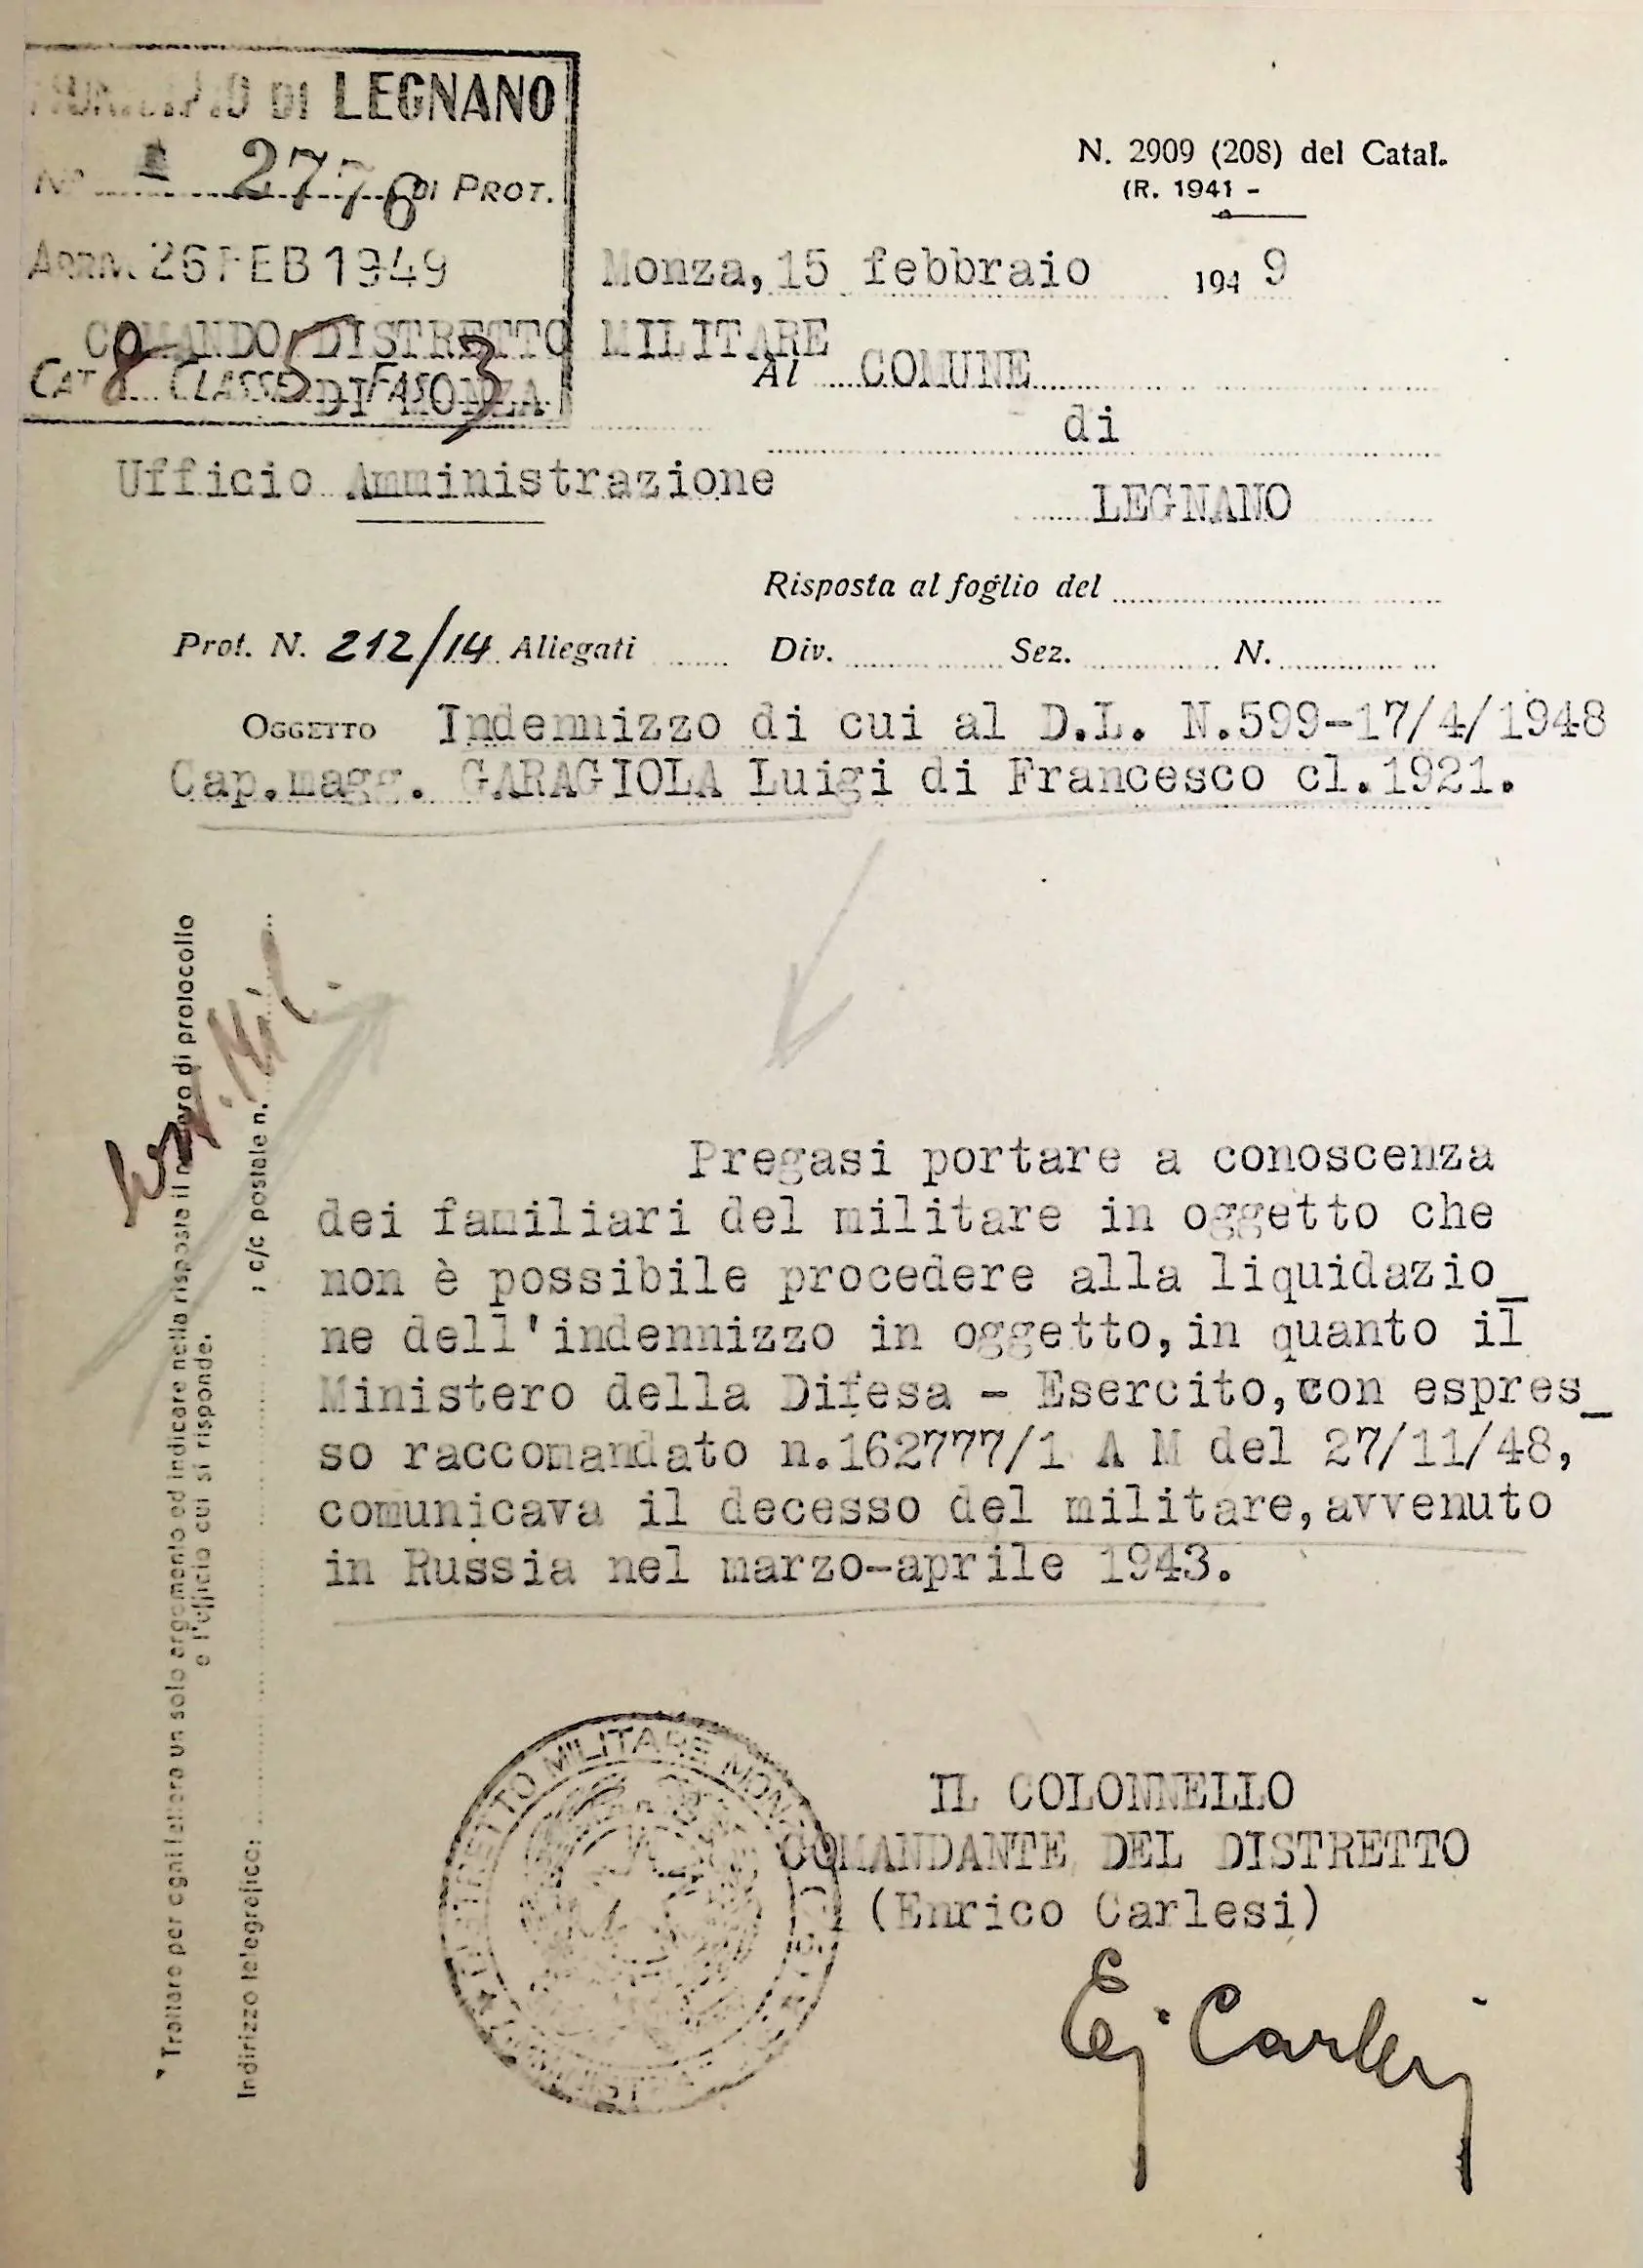 MUNICIPIO DI LEGNANO
N° 2776 DI PROT.
26 FEB 1949
CAT 8 CLASSE 5 FASC 3
N. 2909 (208) del Catal.
(R. 1941 -
Monza, 15 febbraio 1949
COMANDO DISTRETTO MILITARE
DI MONZA
Al COMUNE
di
Ufficio Amministrazione
LEGNANO
Risposta al foglio del
Prot. N. 212/14 Allegati Div. Sez. N.
OGGETTO Indennizzo di cui al D.L. N.599-17/4/1948
Cap.magg. GARAGIOLA Luigi di Francesco cl.1921.
Pregasi portare a conoscenza
dei familiari del militare in oggetto che
non è possibile procedere alla liquidazio_
ne dell'indennizzo in oggetto, in quanto il
Ministero della Difesa - Esercito, con espres_
so raccomandato n.162777/1 A M del 27/11/48,
comunicava il decesso del militare, avvenuto
in Russia nel marzo-aprile 1943.
IL COLONNELLO
COMANDANTE DEL DISTRETTO
(Enrico Carlesi)
DISTRETTO MILITARE MONZA
Trattare per ogni lettera un solo argomento ed indicare nella risposta il numero di protocollo
e l'ufficio cui si risponde.
Indirizzo telegrafico: ; c/c postale n.